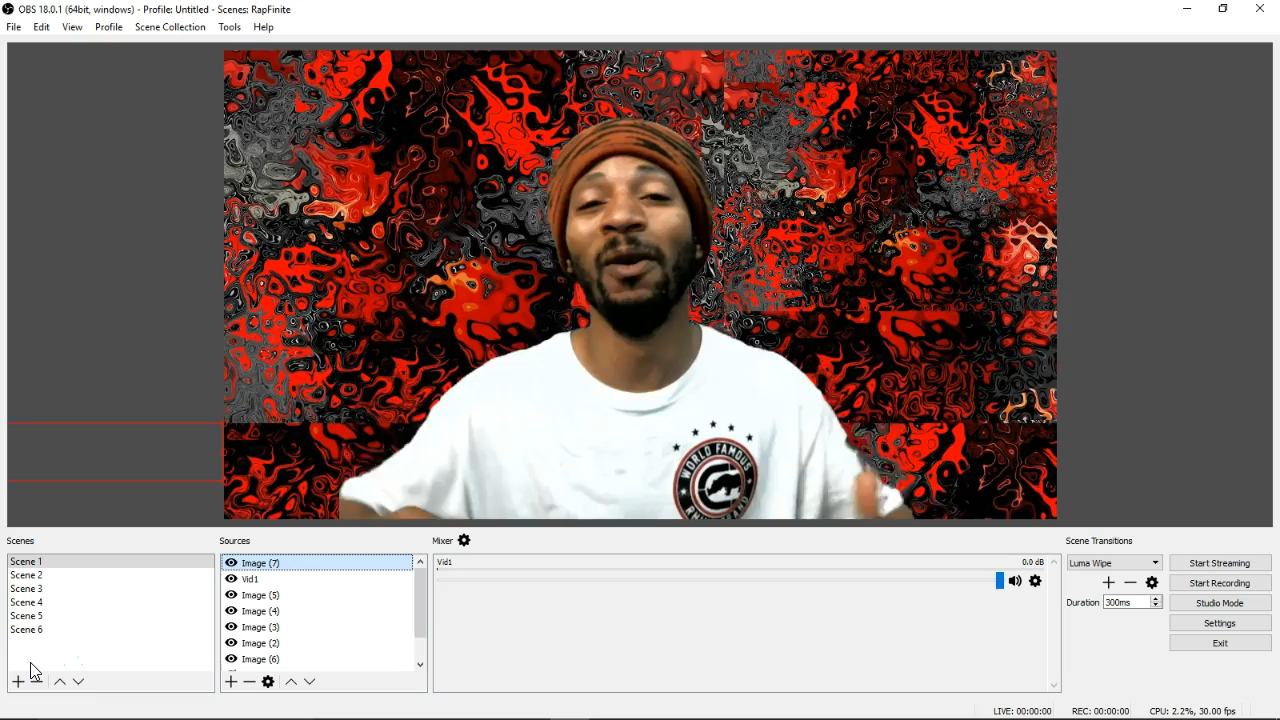 OBS 18.0.1 (64bit, windows) - Profile: Untitled - Scenes: RapFinite
File Edit View Profile Scene Collection Tools Help
WORLD FAMOUS
Scenes
Scene 1
Scene 2
Scene 3
Scene 4
Scene 5
Scene 6
Sources
Image (7)
Vid1
Image (5)
Image (4)
Image (3)
Image (2)
Image (6)
Mixer
Vid1 0.0 dB
Scene Transitions
Luma Wipe
Duration 300ms
Start Streaming
Start Recording
Studio Mode
Settings
Exit
LIVE: 00:00:00 REC: 00:00:00 CPU: 2.2%, 30.00 fps